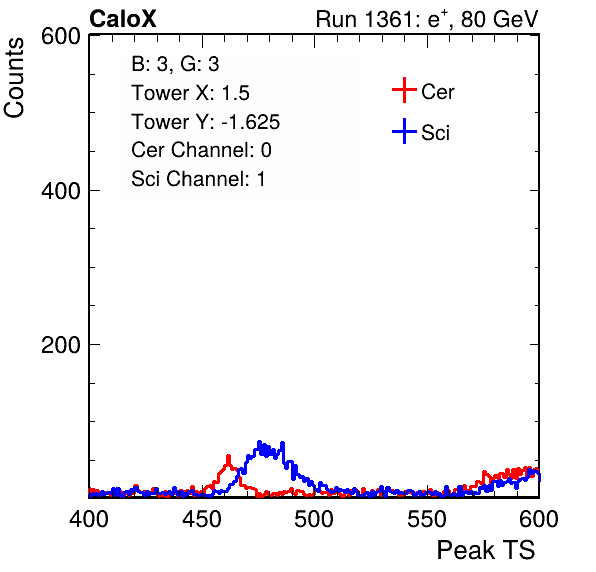 CaloX Run 1361: e⁺, 80 GeV
Counts
600
400
200
B: 3, G: 3
Tower X: 1.5
Tower Y: -1.625
Cer Channel: 0
Sci Channel: 1
Cer
Sci
400 450 500 550 600
Peak TS